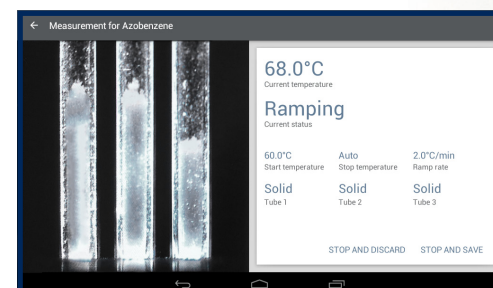 Measurement for Azobenzene
68.0°C
Current temperature
Ramping
Current status
60.0°C Auto 2.0°C/min
Start temperature Stop temperature Ramp rate
Solid Solid Solid
Tube 1 Tube 2 Tube 3
STOP AND DISCARD STOP AND SAVE